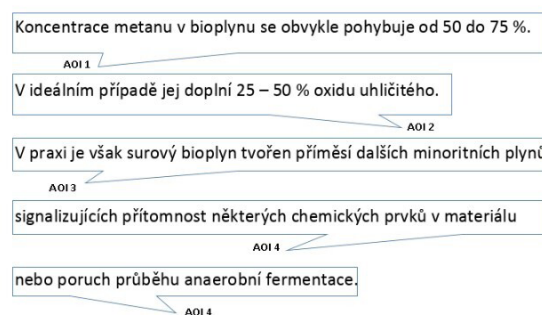 Koncentrace metanu v bioplynu se obvykle pohybuje od 50 do 75 %.
AOI 1
V ideálním případě jej doplní 25 – 50 % oxidu uhličitého.
AOI 2
V praxi je však surový bioplyn tvořen příměsí dalších minoritních plynů
AOI 3
signalizujících přítomnost některých chemických prvků v materiálu
AOI 4
nebo poruch průběhu anaerobní fermentace.
AOI 4